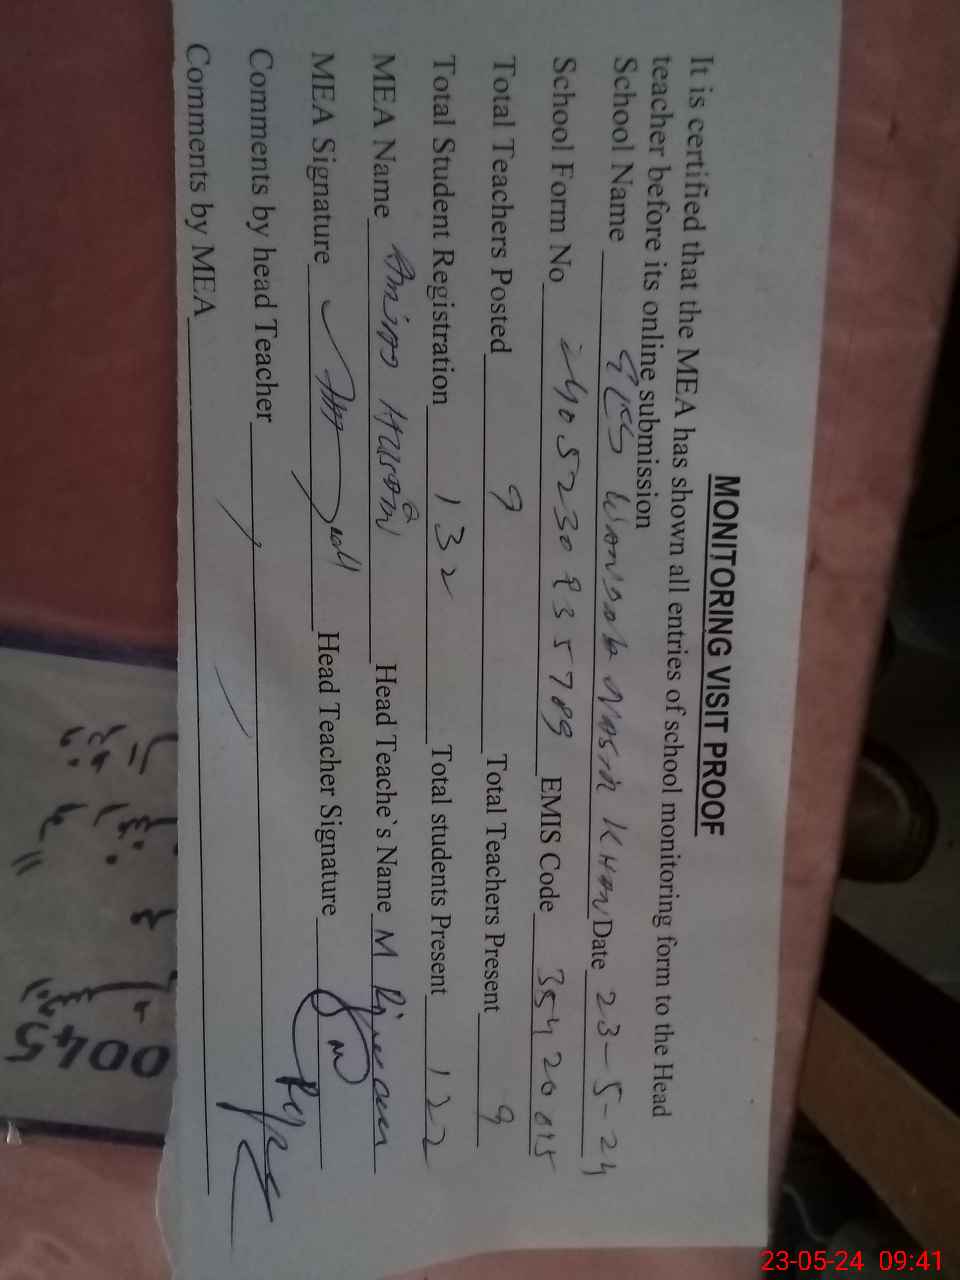 MONITORING VISIT PROOF
It is certified that the MEA has shown all entries of school monitoring form to the Head
teacher before its online submission
School Name Nasir Khan Date 23-5-24
School Form No EMIS Code 35420015
Total Teachers Posted 9 Total Teachers Present 9
Total Student Registration 132 Total students Present 122
MEA Name Head Teache`s Name M Rizwan
MEA Signature Head Teacher Signature
Comments by head Teacher
Comments by MEA
0045
23-05-24 09:41